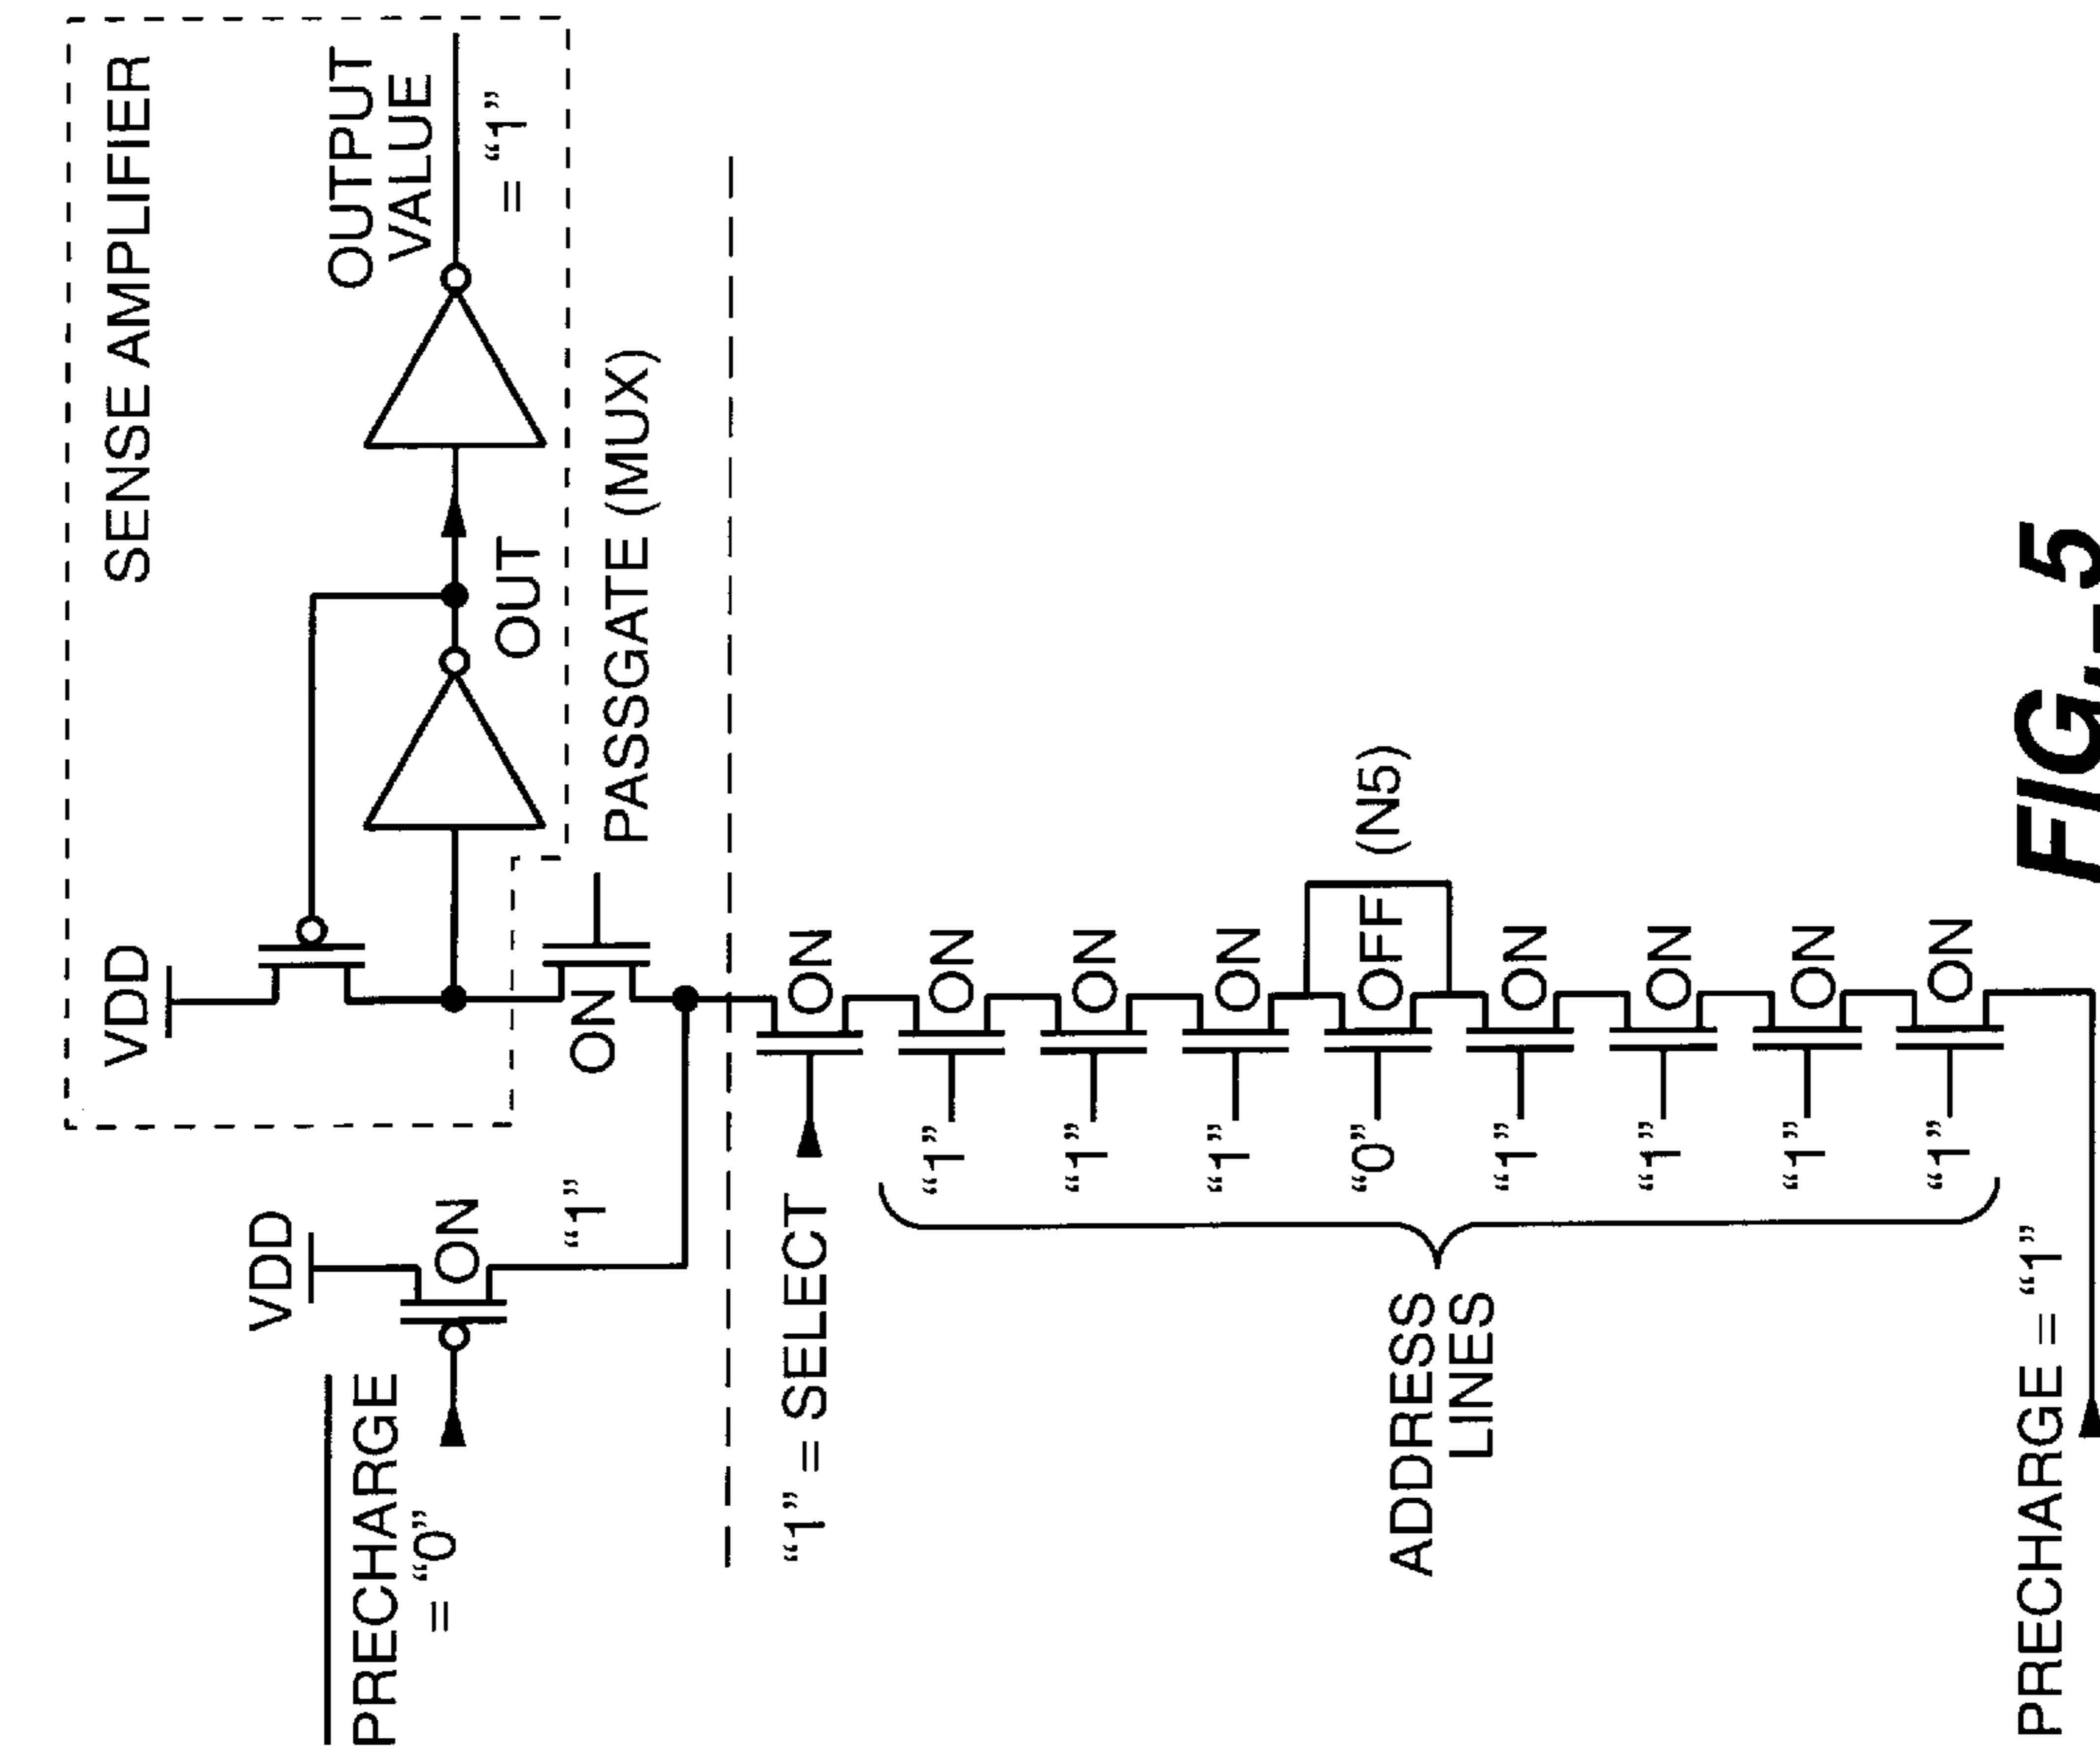 SENSE AMPLIFIER
VDD
OUTPUT
VALUE
= “1”
OUT
VDD
PRECHARGE
= “0”
ON
“1”
ON
PASSGATE (MUX)
“1” = SELECT
ON
“1”
ON
“1”
ON
“1”
ON
“0”
OFF
(N5)
“1”
ON
“1”
ON
“1”
ON
“1”
ON
ADDRESS
LINES
PRECHARGE = “1”
FIG._5